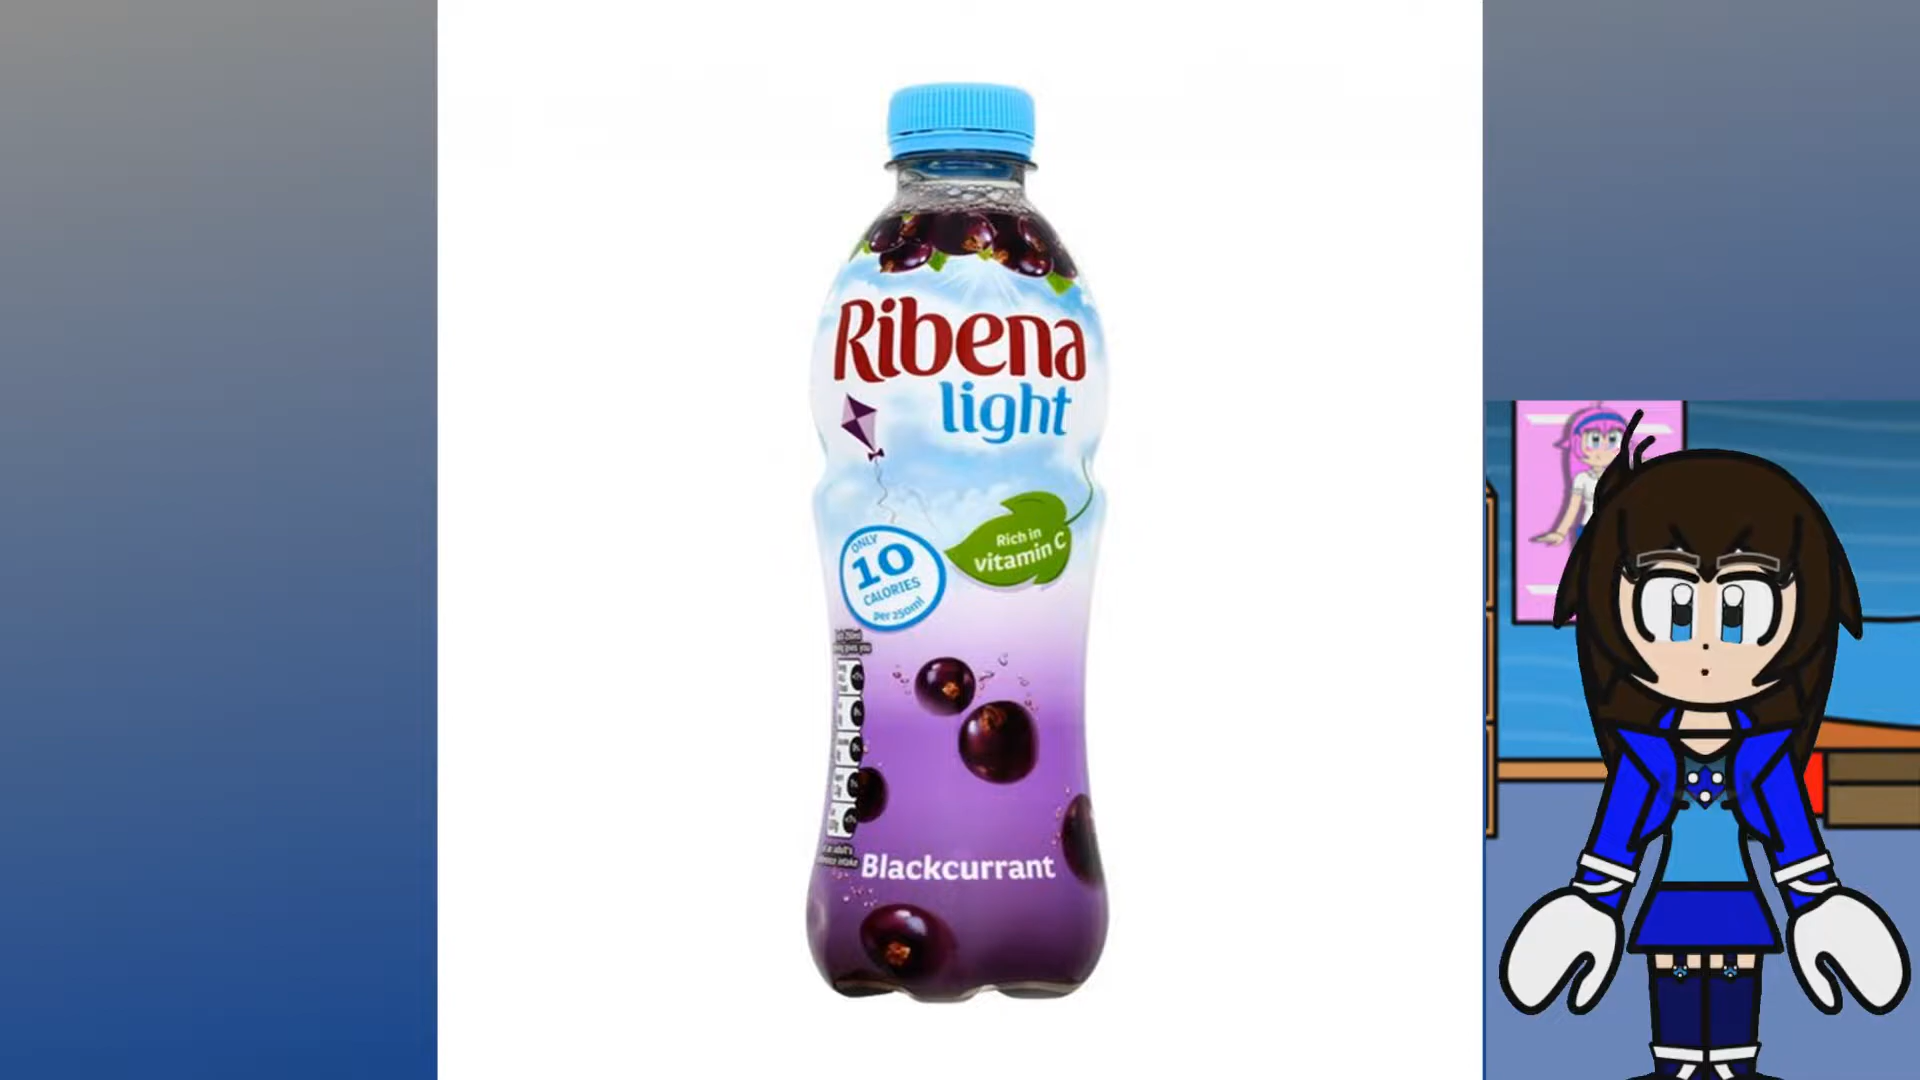 Ribena
light
Rich in
vitamin C
ONLY
10
CALORIES
Per 250ml
Blackcurrant